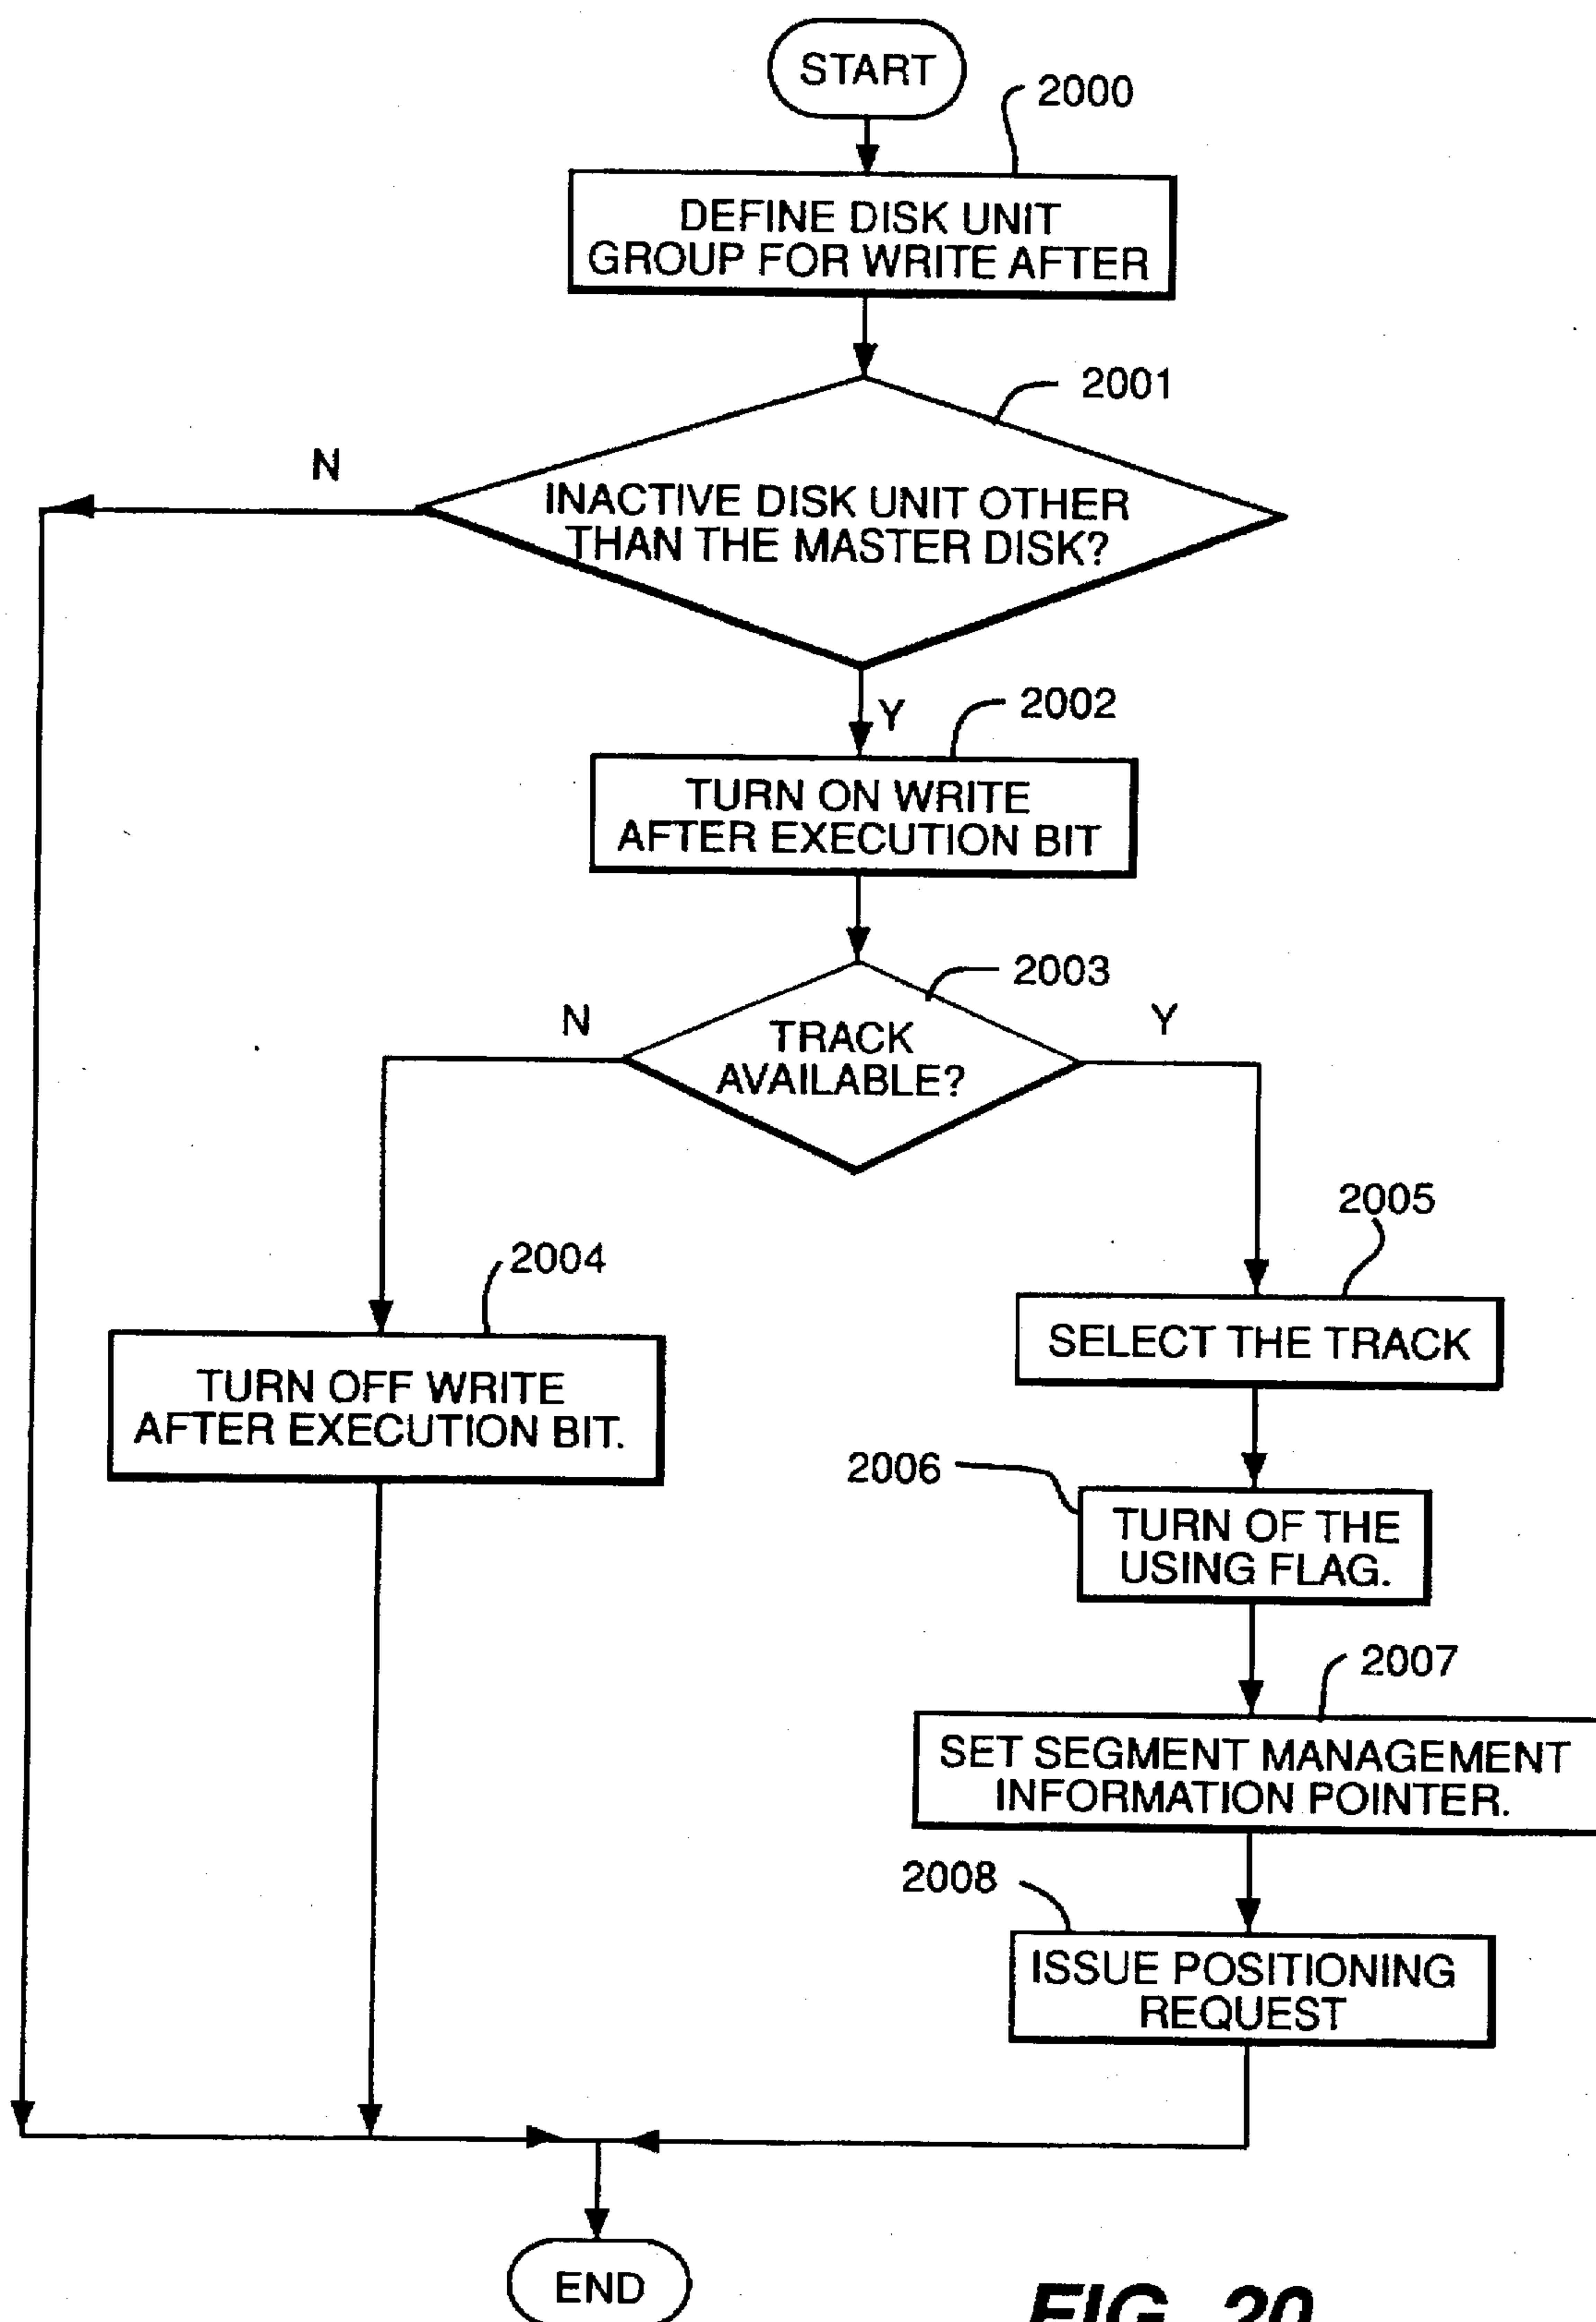 START
2000
DEFINE DISK UNIT
GROUP FOR WRITE AFTER
2001
N
INACTIVE DISK UNIT OTHER
THAN THE MASTER DISK?
Y
2002
TURN ON WRITE
AFTER EXECUTION BIT
2003
N
Y
TRACK
AVAILABLE?
2005
2004
SELECT THE TRACK
TURN OFF WRITE
AFTER EXECUTION BIT.
2006
TURN OF THE
USING FLAG.
2007
SET SEGMENT MANAGEMENT
INFORMATION POINTER.
2008
ISSUE POSITIONING
REQUEST
END
FIG. 20